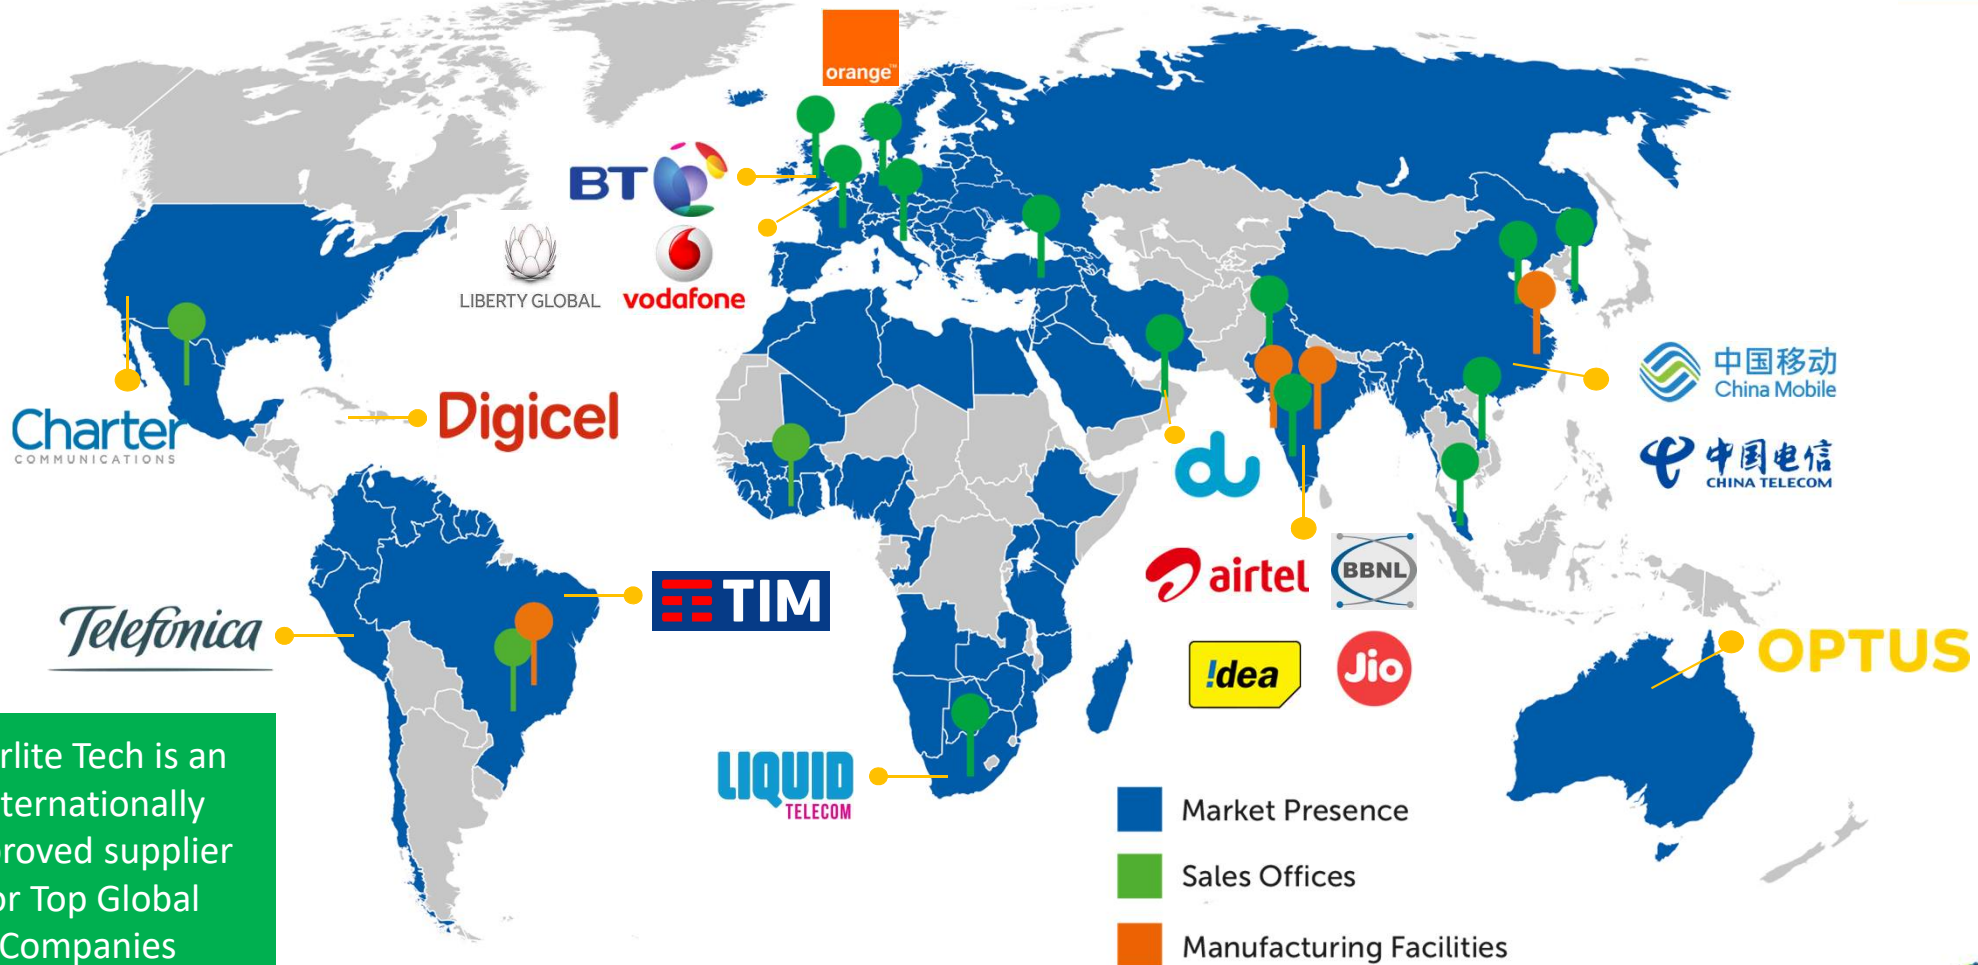 orange™
BT
LIBERTY GLOBAL
vodafone
Charter
COMMUNICATIONS
Digicel
中国移动
China Mobile
中国电信
CHINA TELECOM
du
airtel
BBNL
!dea
Jio
Telefónica
TIM
OPTUS
LIQUID
TELECOM
rlite Tech is an
ternationally
proved supplier
or Top Global
Companies
Market Presence
Sales Offices
Manufacturing Facilities